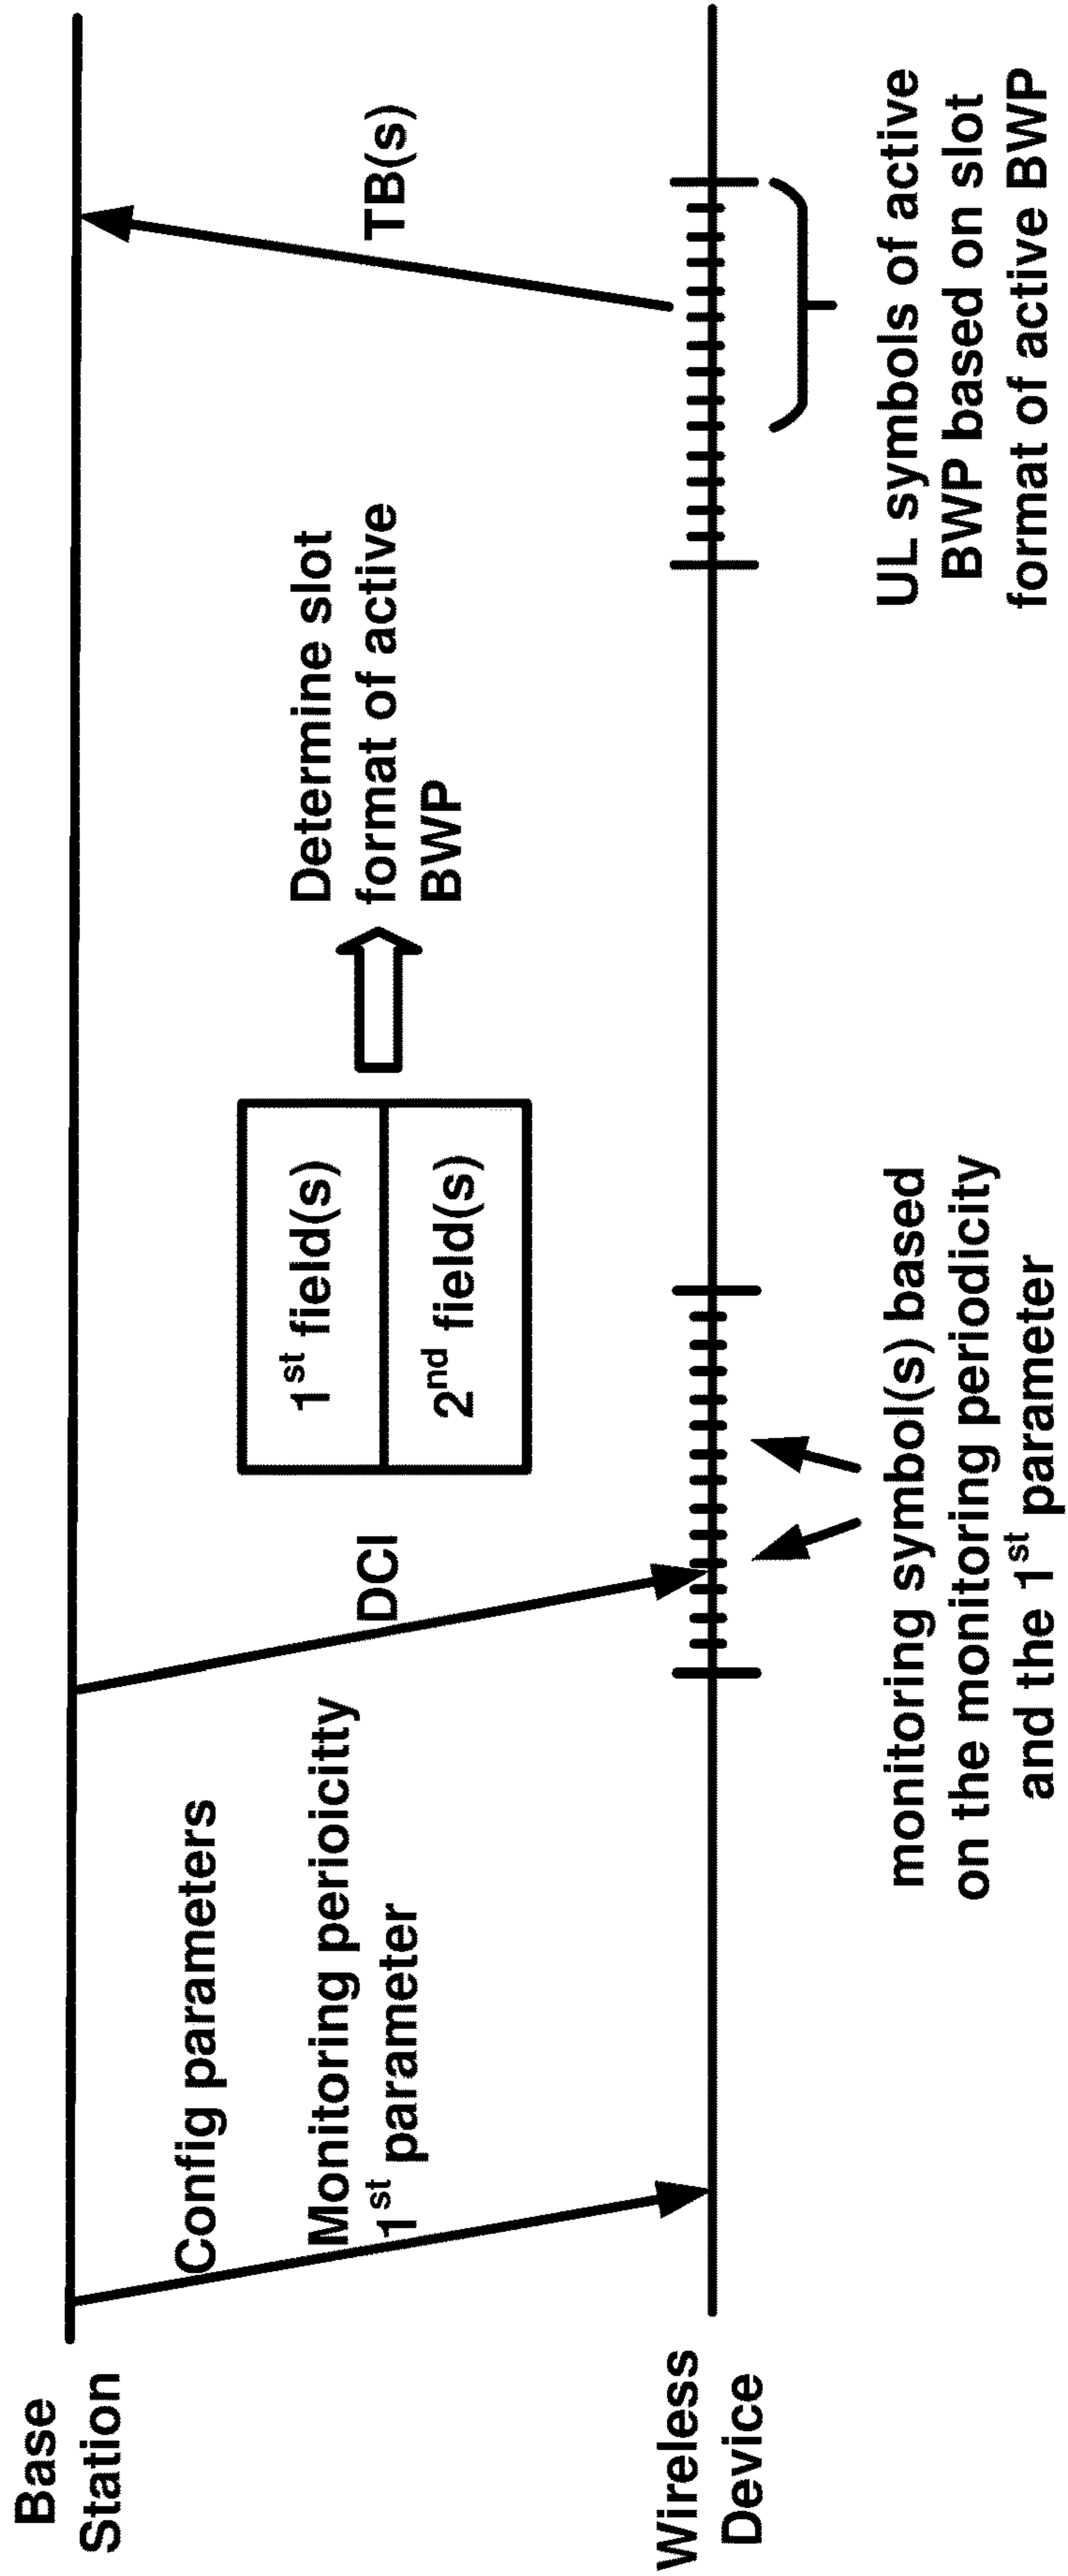 Base
Station
Config parameters
Monitoring perioicitty
1st parameter
DCI
1st field(s)
2nd field(s)
Determine slot
format of active
BWP
TB(s)
Wireless
Device
monitoring symbol(s) based
on the monitoring periodicity
and the 1st parameter
UL symbols of active
BWP based on slot
format of active BWP